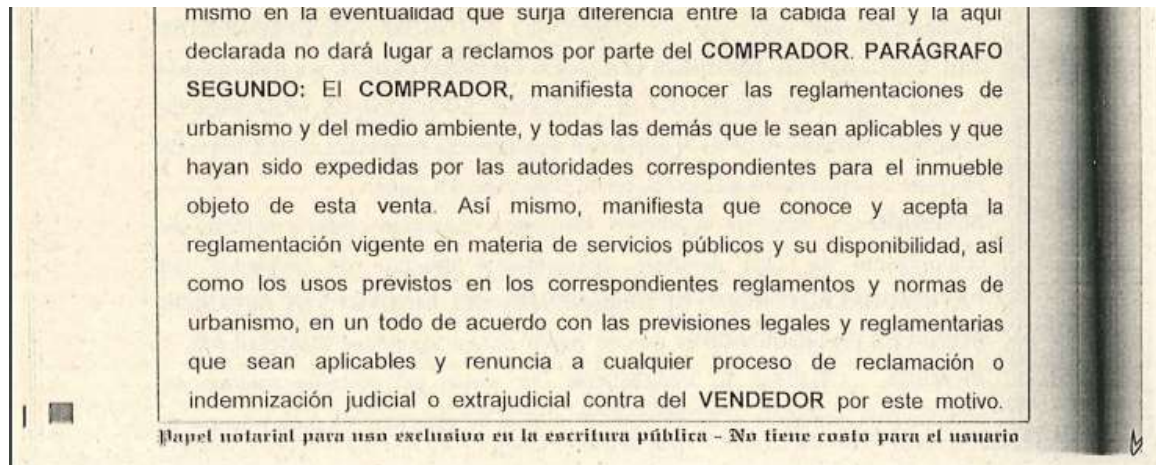 mismo en la eventualidad que surja diferencia entre la cabida real y la aquí
declarada no dará lugar a reclamos por parte del COMPRADOR. PARÁGRAFO
SEGUNDO: El COMPRADOR, manifiesta conocer las reglamentaciones de
urbanismo y del medio ambiente, y todas las demás que le sean aplicables y que
hayan sido expedidas por las autoridades correspondientes para el inmueble
objeto de esta venta. Así mismo, manifiesta que conoce y acepta la
reglamentación vigente en materia de servicios públicos y su disponibilidad, así
como los usos previstos en los correspondientes reglamentos y normas de
urbanismo, en un todo de acuerdo con las previsiones legales y reglamentarias
que sean aplicables y renuncia a cualquier proceso de reclamación o
indemnización judicial o extrajudicial contra del VENDEDOR por este motivo.
Papel notarial para uso exclusivo en la escritura pública - No tiene costo para el usuario